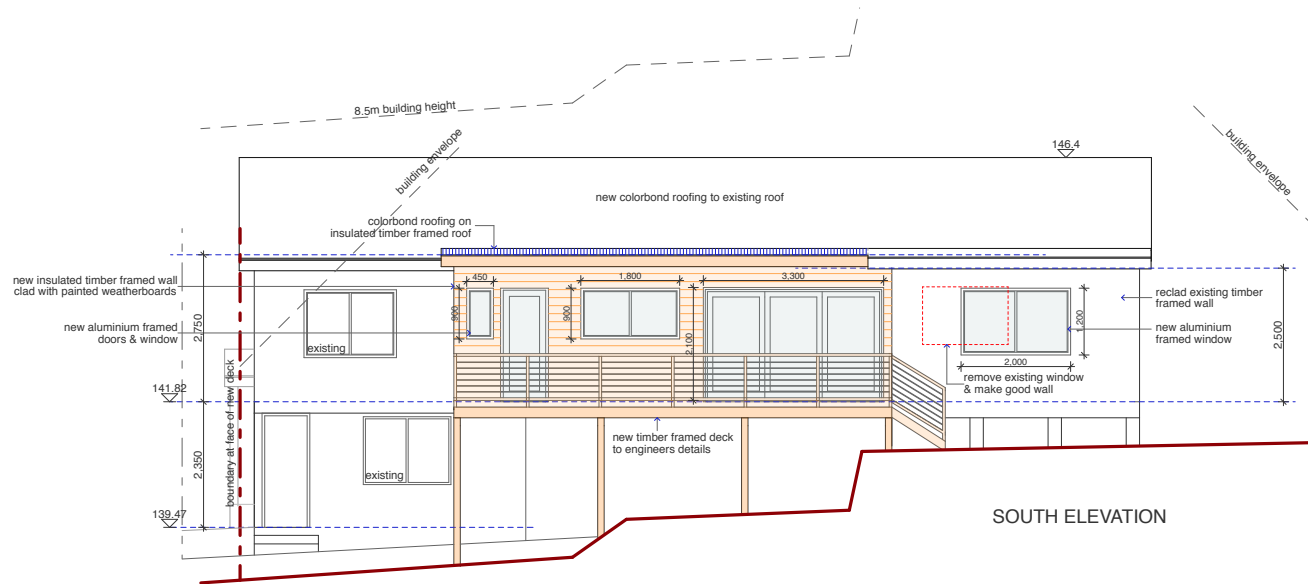 8.5m building height
building envelope
building envelope
146.4
new colorbond roofing to existing roof
colorbond roofing on
insulated timber framed roof
new insulated timber framed wall
clad with painted weatherboards
450
1,800
3,300
900
900
2,100
reclad existing timber
framed wall
new aluminium framed
doors & window
existing
new aluminium
framed window
1,200
2,000
2,750
2,500
remove existing window
& make good wall
141.82
boundary at face of new deck
new timber framed deck
to engineers details
existing
2,350
139.47
SOUTH ELEVATION